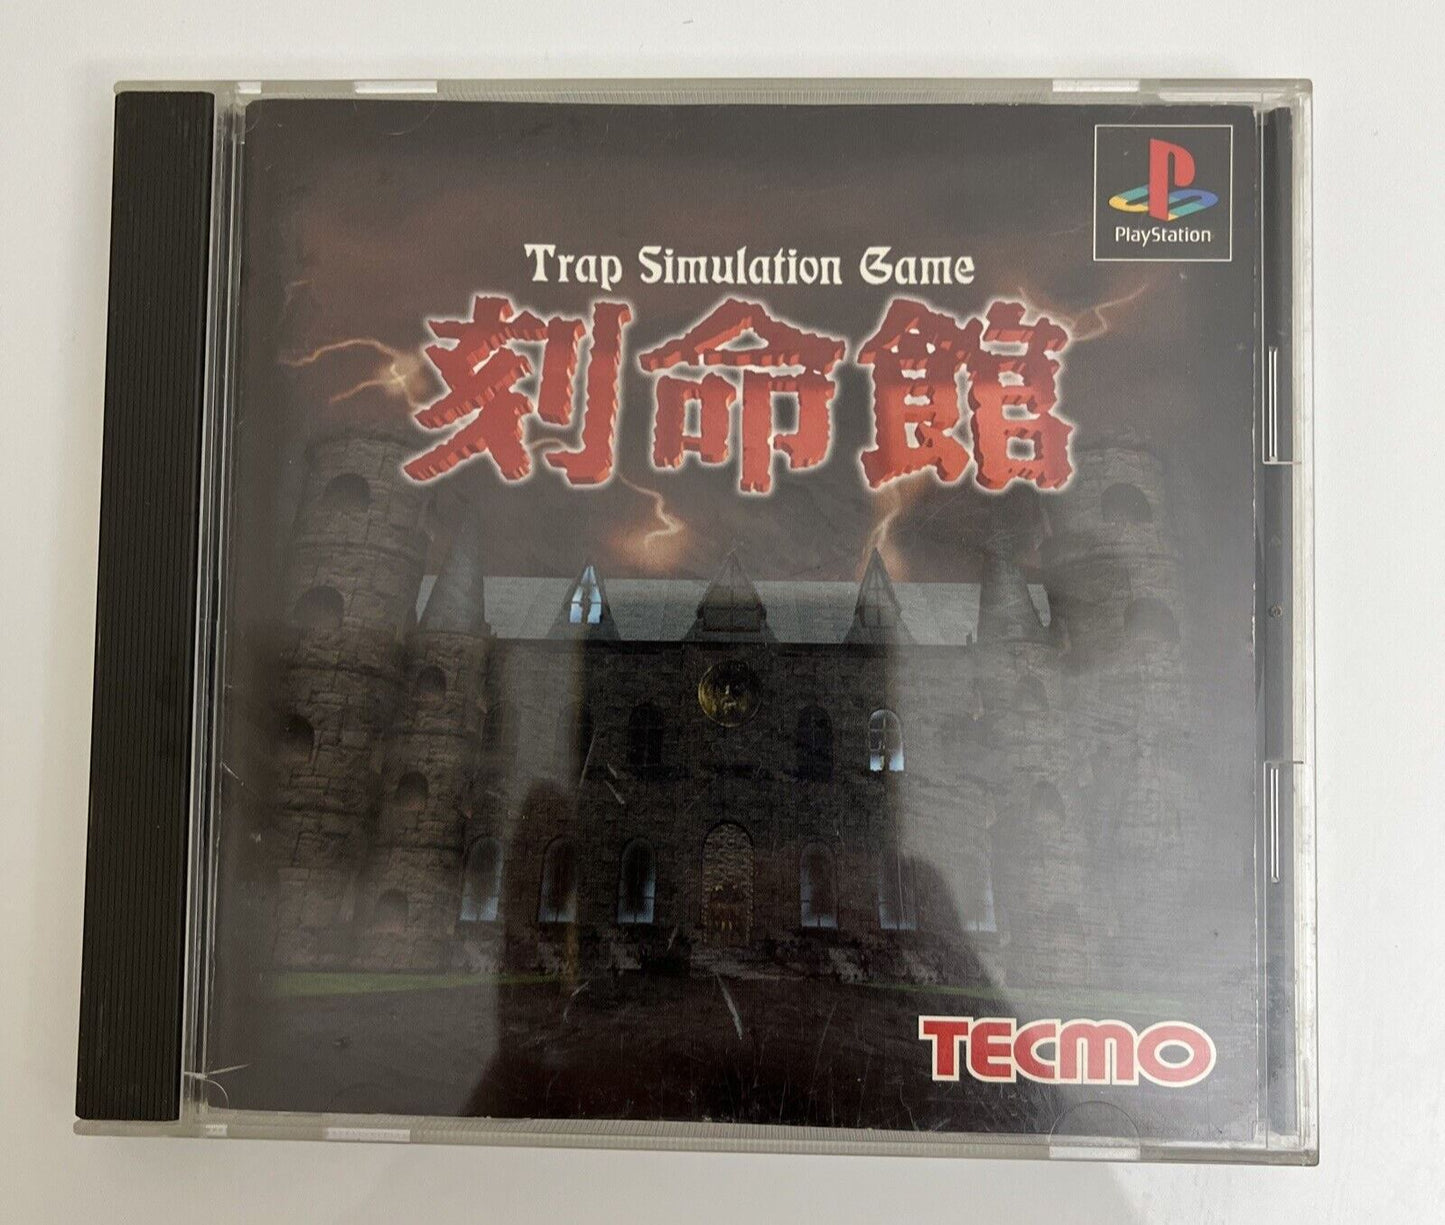 PlayStation
Trap Simulation Game
刻命館
TECMO